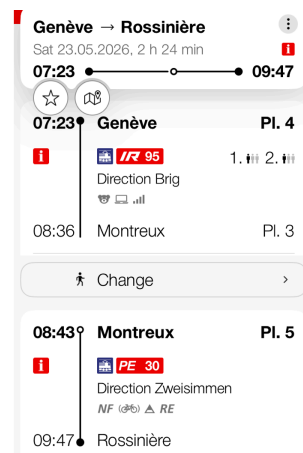 Genève → Rossinière
Sat 23.05.2026, 2 h 24 min
07:23 09:47
07:23 Genève Pl. 4
IR 95 1. 2.
Direction Brig
08:36 Montreux Pl. 3
Change
08:43 Montreux Pl. 5
PE 30
Direction Zweisimmen
NF RE
09:47 Rossinière